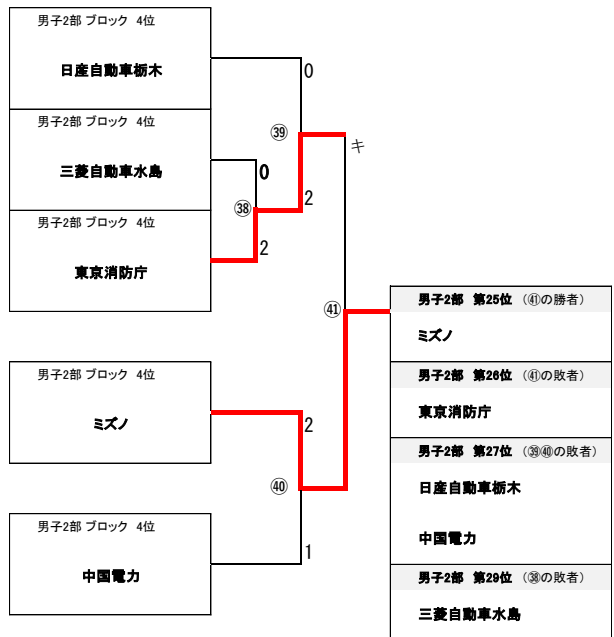 男子2部 ブロック 4位
日産自動車栃木
男子2部 ブロック 4位
三菱自動車水島
男子2部 ブロック 4位
東京消防庁
0
㊴
0
㊳
2
2
キ
㊶
男子2部 ブロック 4位
ミズノ
2
㊵
男子2部 ブロック 4位
中国電力
1
男子2部 第25位 (㊶の勝者)
ミズノ
男子2部 第26位 (㊶の敗者)
東京消防庁
男子2部 第27位 (㊴㊵の敗者)
日産自動車栃木
中国電力
男子2部 第29位 (㊳の敗者)
三菱自動車水島